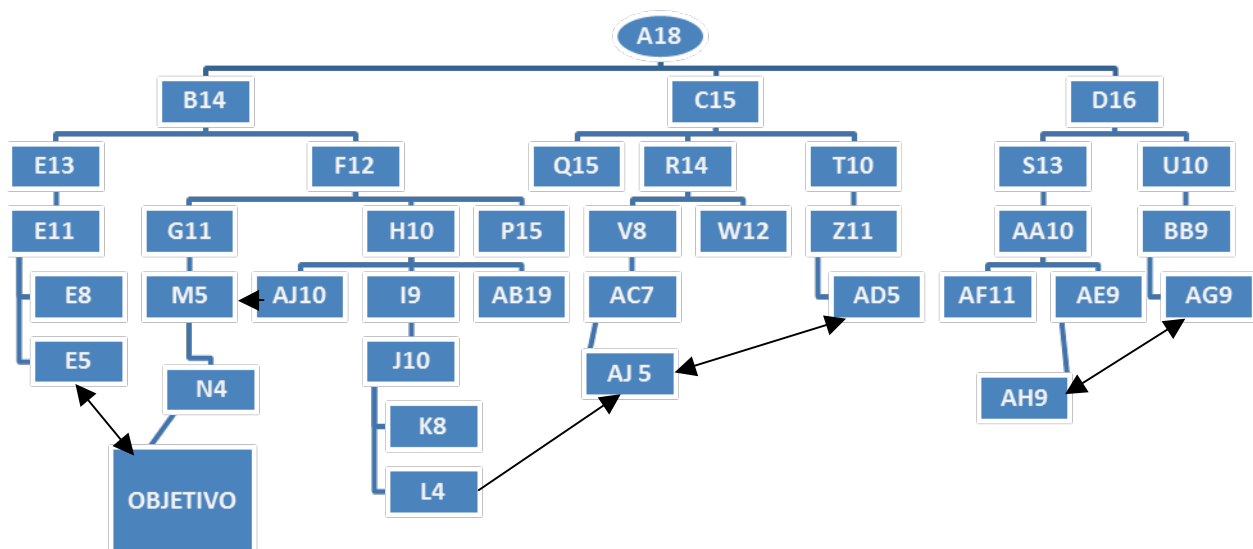 A18
B14
C15
D16
E13
F12
Q15
R14
T10
S13
U10
E11
G11
H10
P15
V8
W12
Z11
AA10
BB9
E8
M5
AJ10
I9
AB19
AC7
AD5
AF11
AE9
AG9
E5
J10
AJ 5
N4
AH9
K8
L4
OBJETIVO